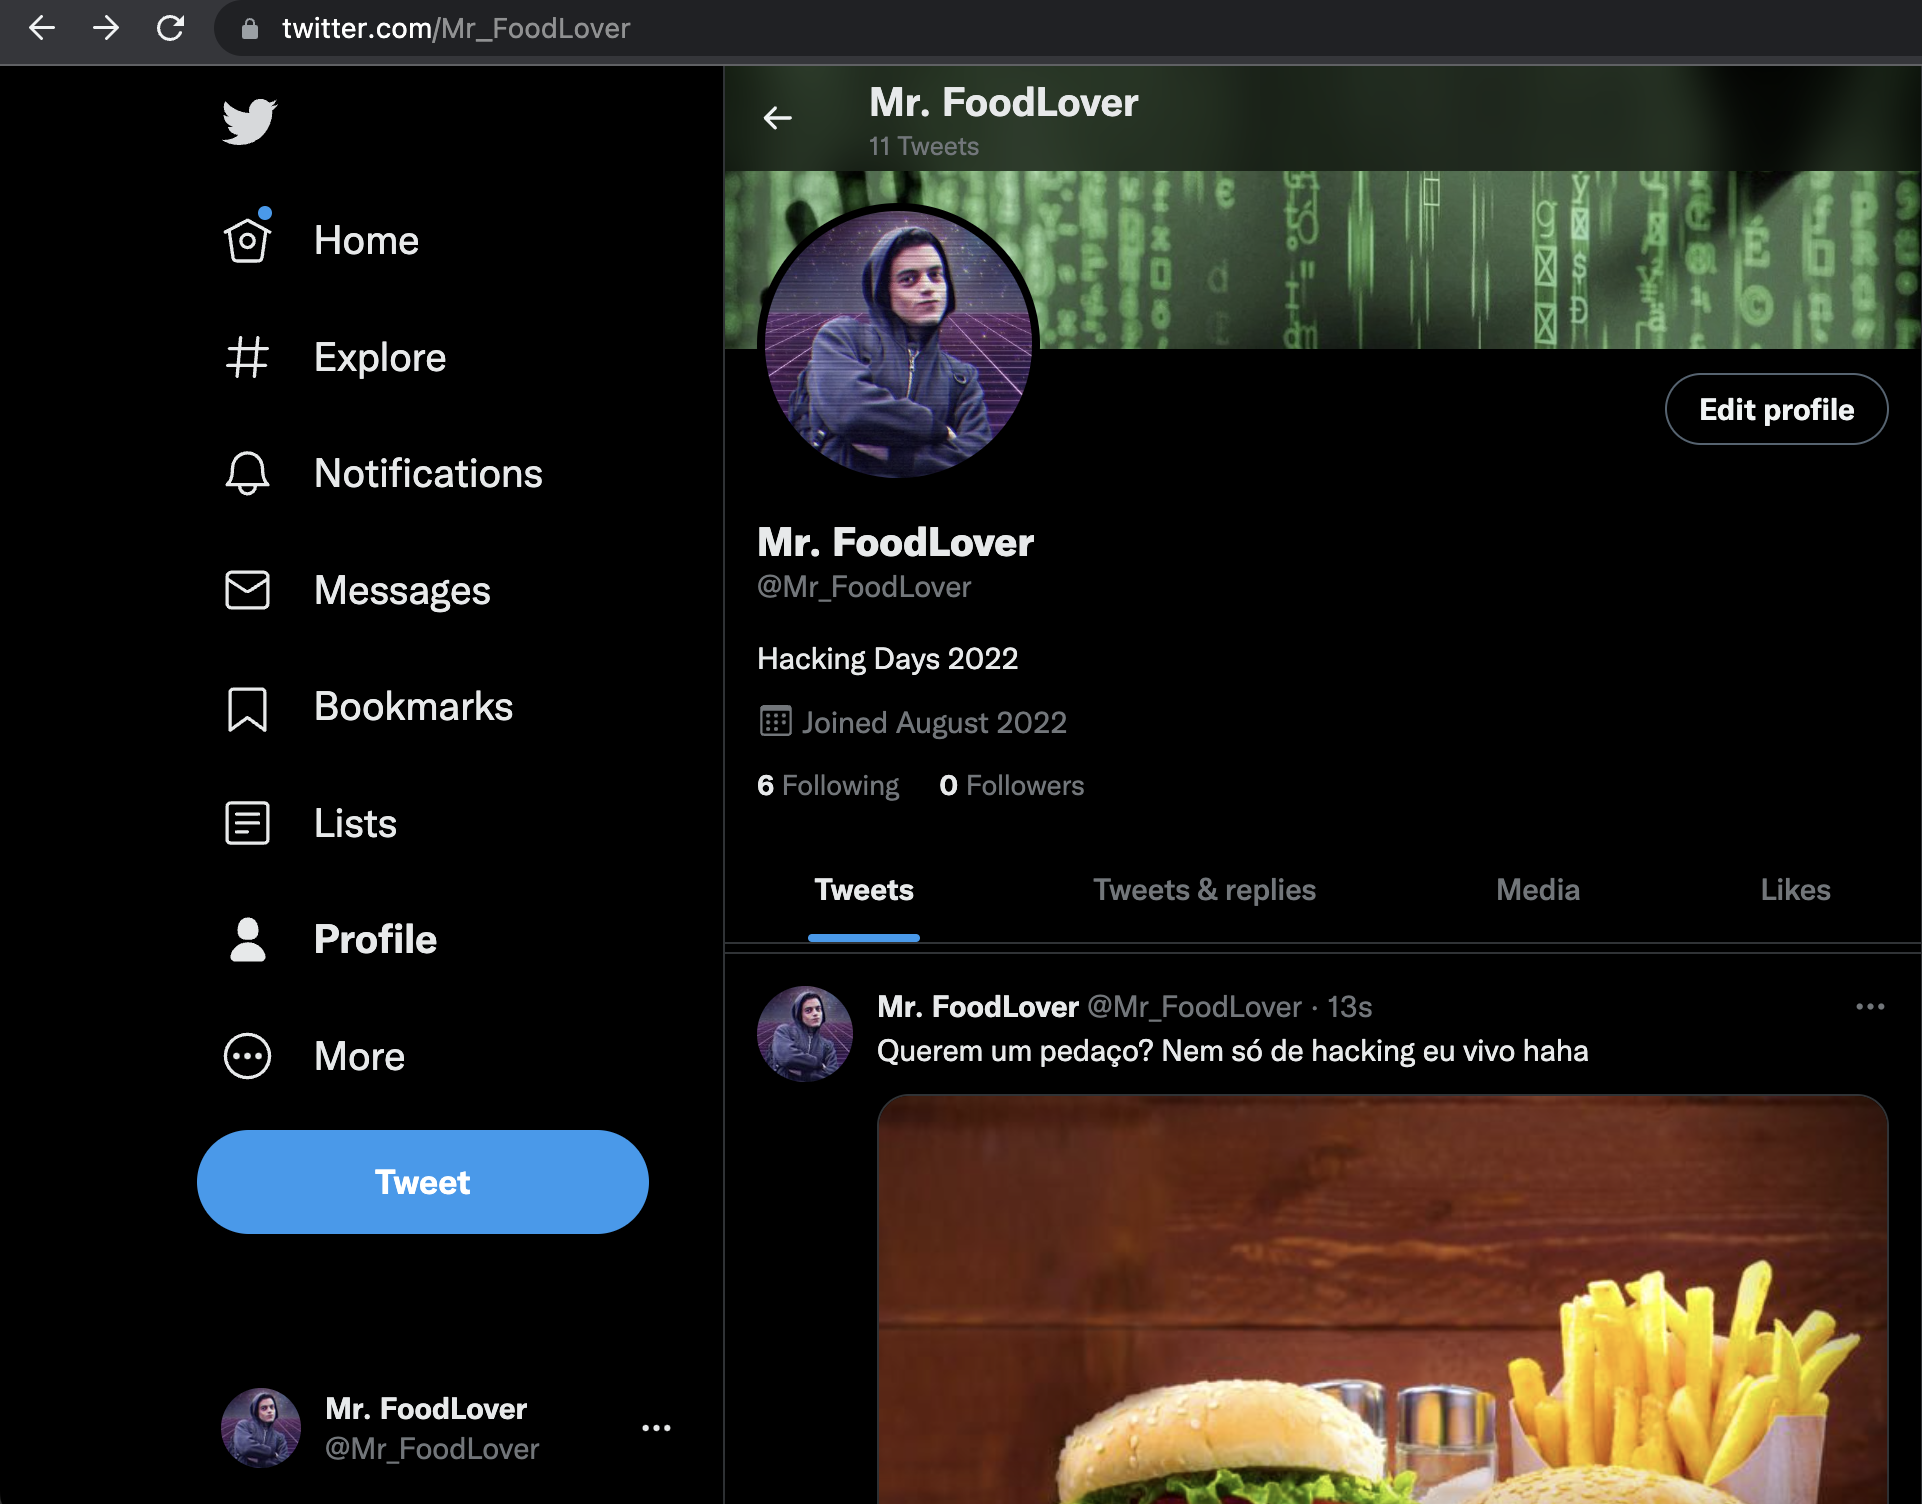 twitter.com/Mr_FoodLover
Mr. FoodLover
11 Tweets
Home
Explore
Notifications
Messages
Bookmarks
Lists
Profile
More
Tweet
Mr. FoodLover
@Mr_FoodLover
Edit profile
Mr. FoodLover
@Mr_FoodLover
Hacking Days 2022
Joined August 2022
6 Following 0 Followers
Tweets Tweets & replies Media Likes
Mr. FoodLover @Mr_FoodLover · 13s
Querem um pedaço? Nem só de hacking eu vivo haha